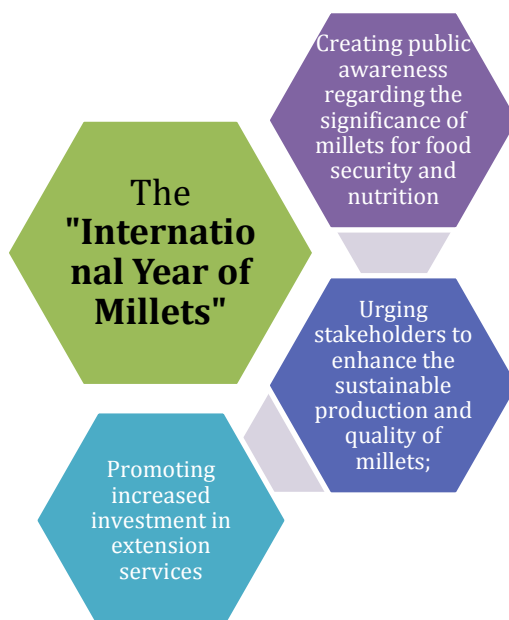 The
"Internatio
nal Year of
Millets"
Creating public
awareness
regarding the
significance of
millets for food
security and
nutrition
Urging
stakeholders to
enhance the
sustainable
production and
quality of
millets;
Promoting
increased
investment in
extension
services